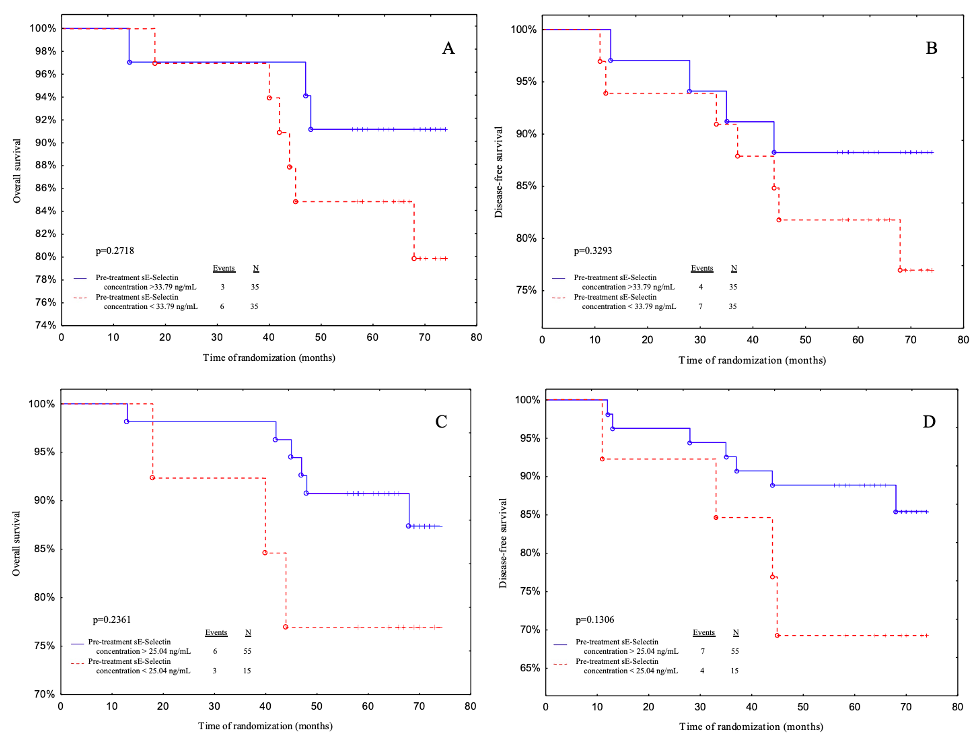 A
100%
98%
96%
94%
92%
90%
88%
86%
84%
82%
80%
78%
76%
74%
Overall survival
p=0.2718
Events N
Pre-treatment sE-Selectin
concentration >33.79 ng/mL 3 35
Pre-treatment sE-Selectin
concentration < 33.79 ng/mL 6 35
0 10 20 30 40 50 60 70 80
Time of randomization (months)
B
100%
95%
90%
85%
80%
75%
Disease-free survival
p=0.3293
Events N
Pre-treatment sE-Selectin
concentration >33.79 ng/mL 4 35
Pre-treatment sE-Selectin
concentration < 33.79 ng/mL 7 35
0 10 20 30 40 50 60 70 80
Time of randomization (months)
C
100%
95%
90%
85%
80%
75%
70%
Overall survival
p=0.2361
Events N
Pre-treatment sE-Selectin
concentration > 25.04 ng/mL 6 55
Pre-treatment sE-Selectin
concentration < 25.04 ng/mL 3 15
0 10 20 30 40 50 60 70 80
Time of randomization (months)
D
100%
95%
90%
85%
80%
75%
70%
65%
Disease-free survival
p=0.1306
Events N
Pre-treatment sE-Selectin
concentration > 25.04 ng/mL 7 55
Pre-treatment sE-Selectin
concentration < 25.04 ng/mL 4 15
0 10 20 30 40 50 60 70 80
Time of randomization (months)